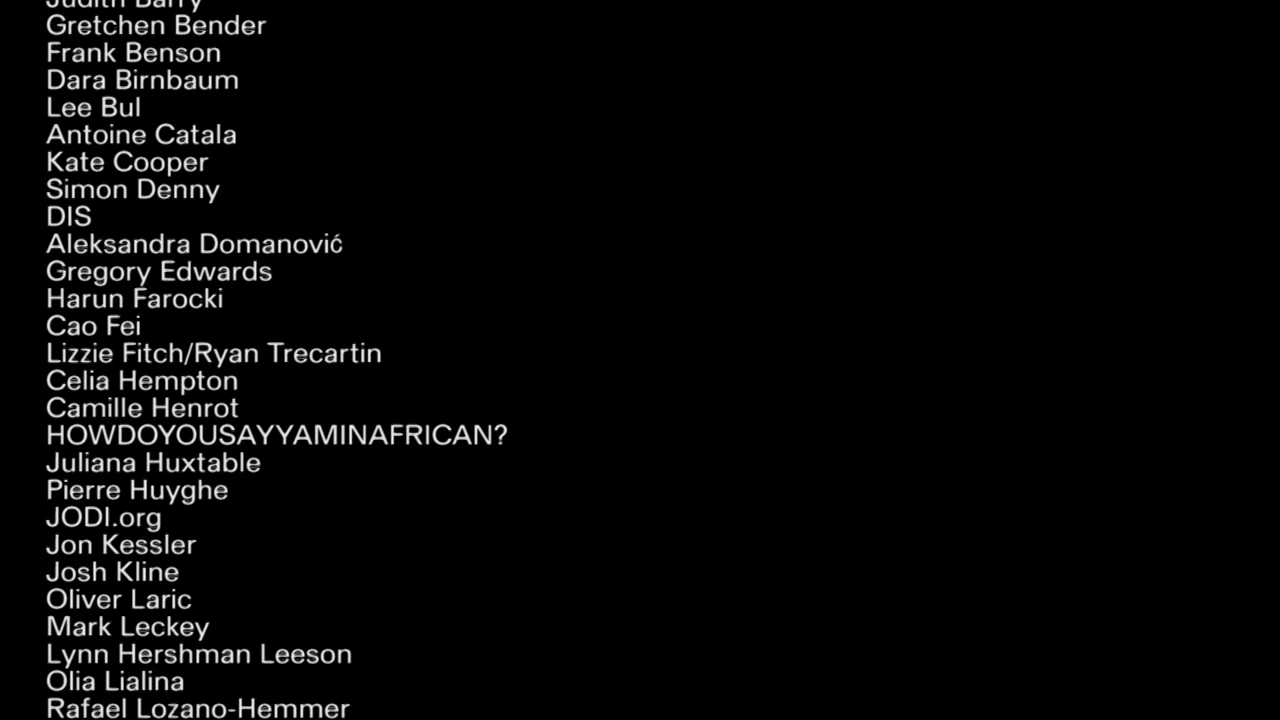 Judith Barry
Gretchen Bender
Frank Benson
Dara Birnbaum
Lee Bul
Antoine Catala
Kate Cooper
Simon Denny
DIS
Aleksandra Domanović
Gregory Edwards
Harun Farocki
Cao Fei
Lizzie Fitch/Ryan Trecartin
Celia Hempton
Camille Henrot
HOWDOYOUSAYYAMINAFRICAN?
Juliana Huxtable
Pierre Huyghe
JODI.org
Jon Kessler
Josh Kline
Oliver Laric
Mark Leckey
Lynn Hershman Leeson
Olia Lialina
Rafael Lozano-Hemmer